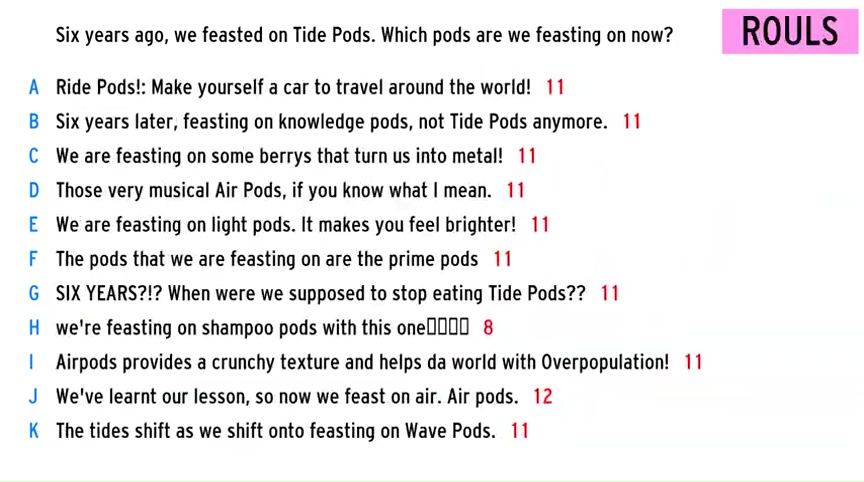 Six years ago, we feasted on Tide Pods. Which pods are we feasting on now?
ROULS
A Ride Pods!: Make yourself a car to travel around the world! 11
B Six years later, feasting on knowledge pods, not Tide Pods anymore. 11
C We are feasting on some berrys that turn us into metal! 11
D Those very musical Air Pods, if you know what I mean. 11
E We are feasting on light pods. It makes you feel brighter! 11
F The pods that we are feasting on are the prime pods 11
G SIX YEARS?!? When were we supposed to stop eating Tide Pods?? 11
H we're feasting on shampoo pods with this one▯▯▯▯ 8
I Airpods provides a crunchy texture and helps da world with Overpopulation! 11
J We've learnt our lesson, so now we feast on air. Air pods. 12
K The tides shift as we shift onto feasting on Wave Pods. 11